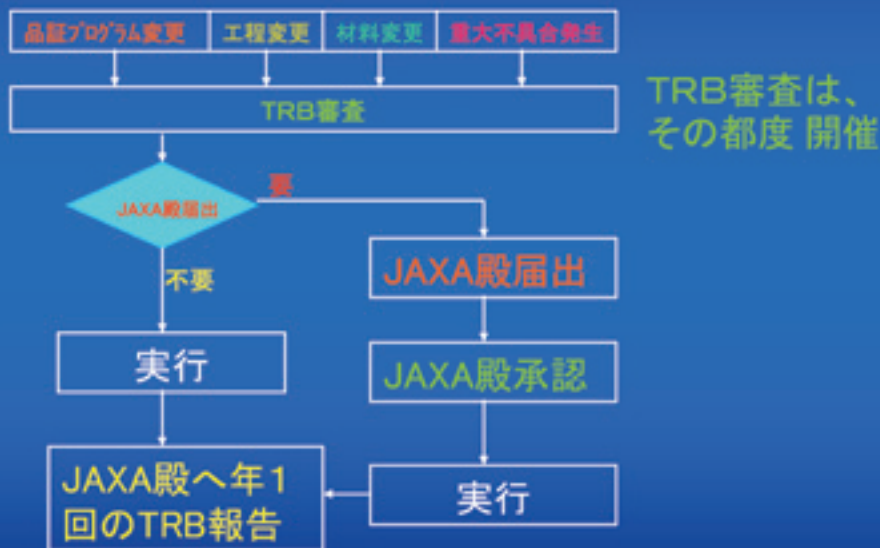 品証ﾌﾟﾛｸﾞﾗﾑ変更 工程変更 材料変更 重大不具合発生
TRB審査
TRB審査は、
その都度 開催
JAXA殿届出
要
不要
JAXA殿届出
実行
JAXA殿承認
JAXA殿へ年1
回のTRB報告
実行